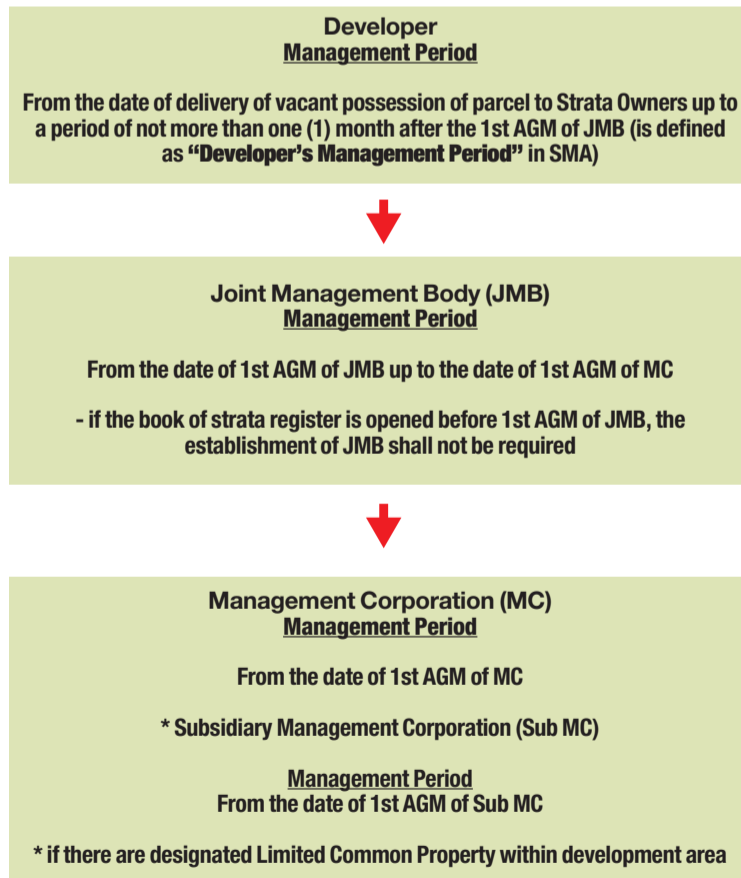 Developer
Management Period
From the date of delivery of vacant possession of parcel to Strata Owners up to
a period of not more than one (1) month after the 1st AGM of JMB (is defined
as “Developer’s Management Period” in SMA)
Joint Management Body (JMB)
Management Period
From the date of 1st AGM of JMB up to the date of 1st AGM of MC
- if the book of strata register is opened before 1st AGM of JMB, the
establishment of JMB shall not be required
Management Corporation (MC)
Management Period
From the date of 1st AGM of MC
* Subsidiary Management Corporation (Sub MC)
Management Period
From the date of 1st AGM of Sub MC
* if there are designated Limited Common Property within development area